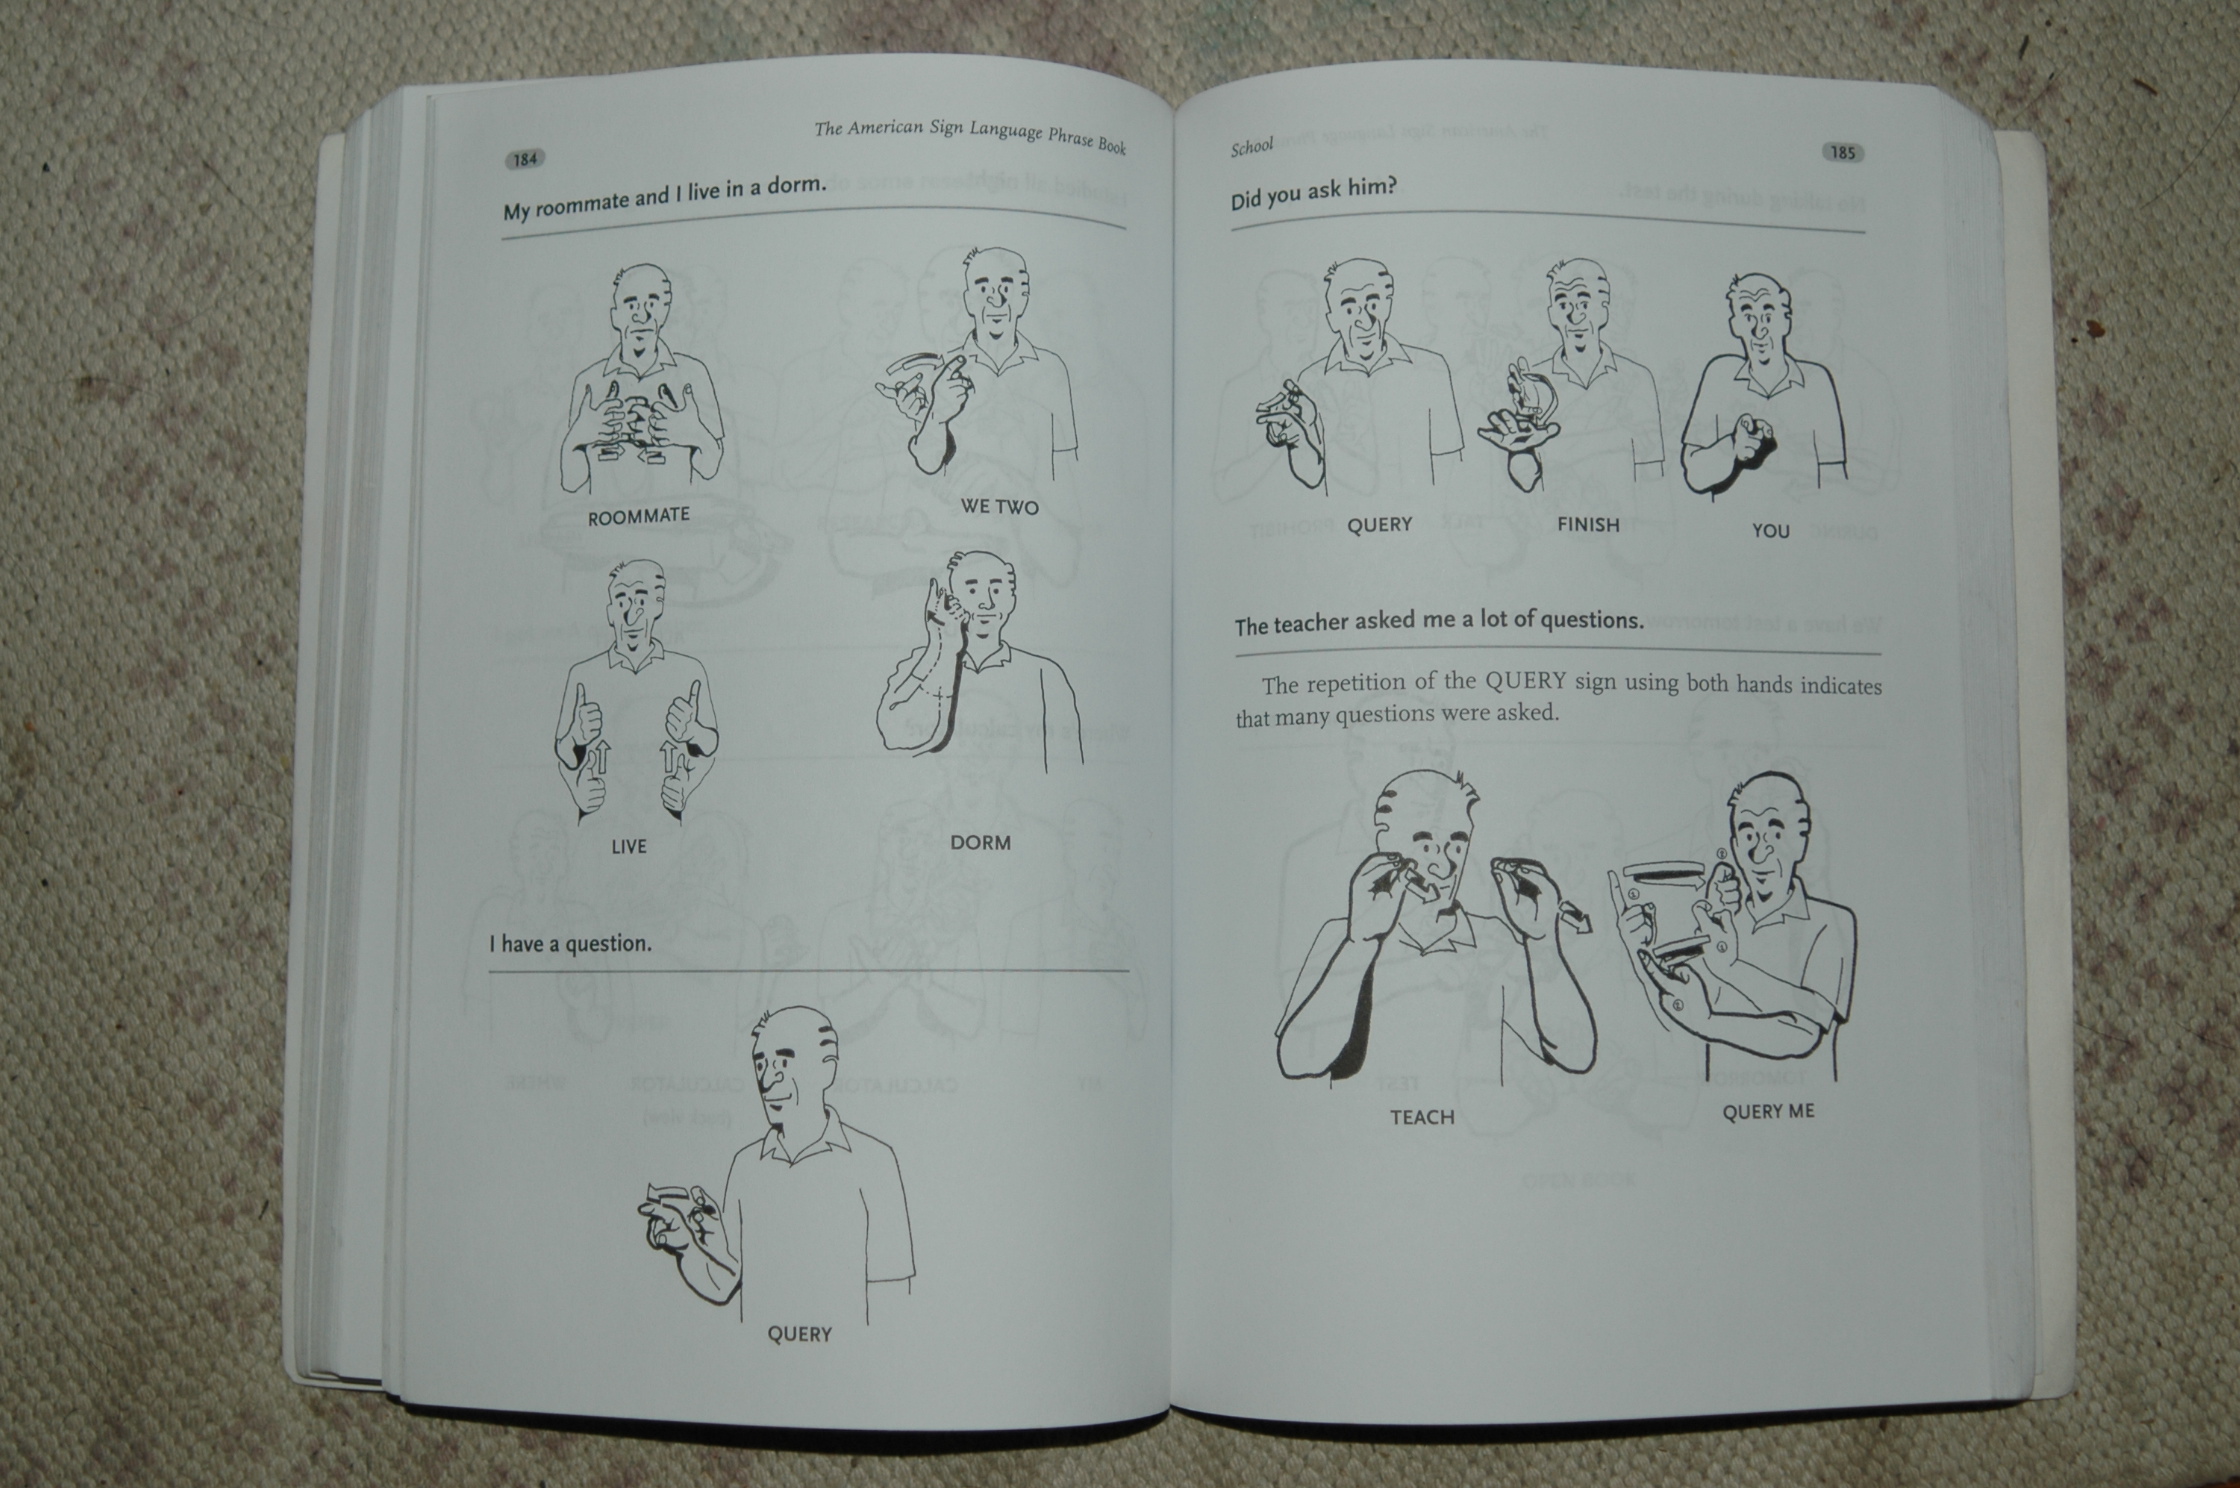 184
The American Sign Language Phrase Book
My roommate and I live in a dorm.
ROOMMATE
WE TWO
LIVE
DORM
I have a question.
QUERY
School
185
Did you ask him?
QUERY
FINISH
YOU
The teacher asked me a lot of questions.
The repetition of the QUERY sign using both hands indicates
that many questions were asked.
TEACH
QUERY ME